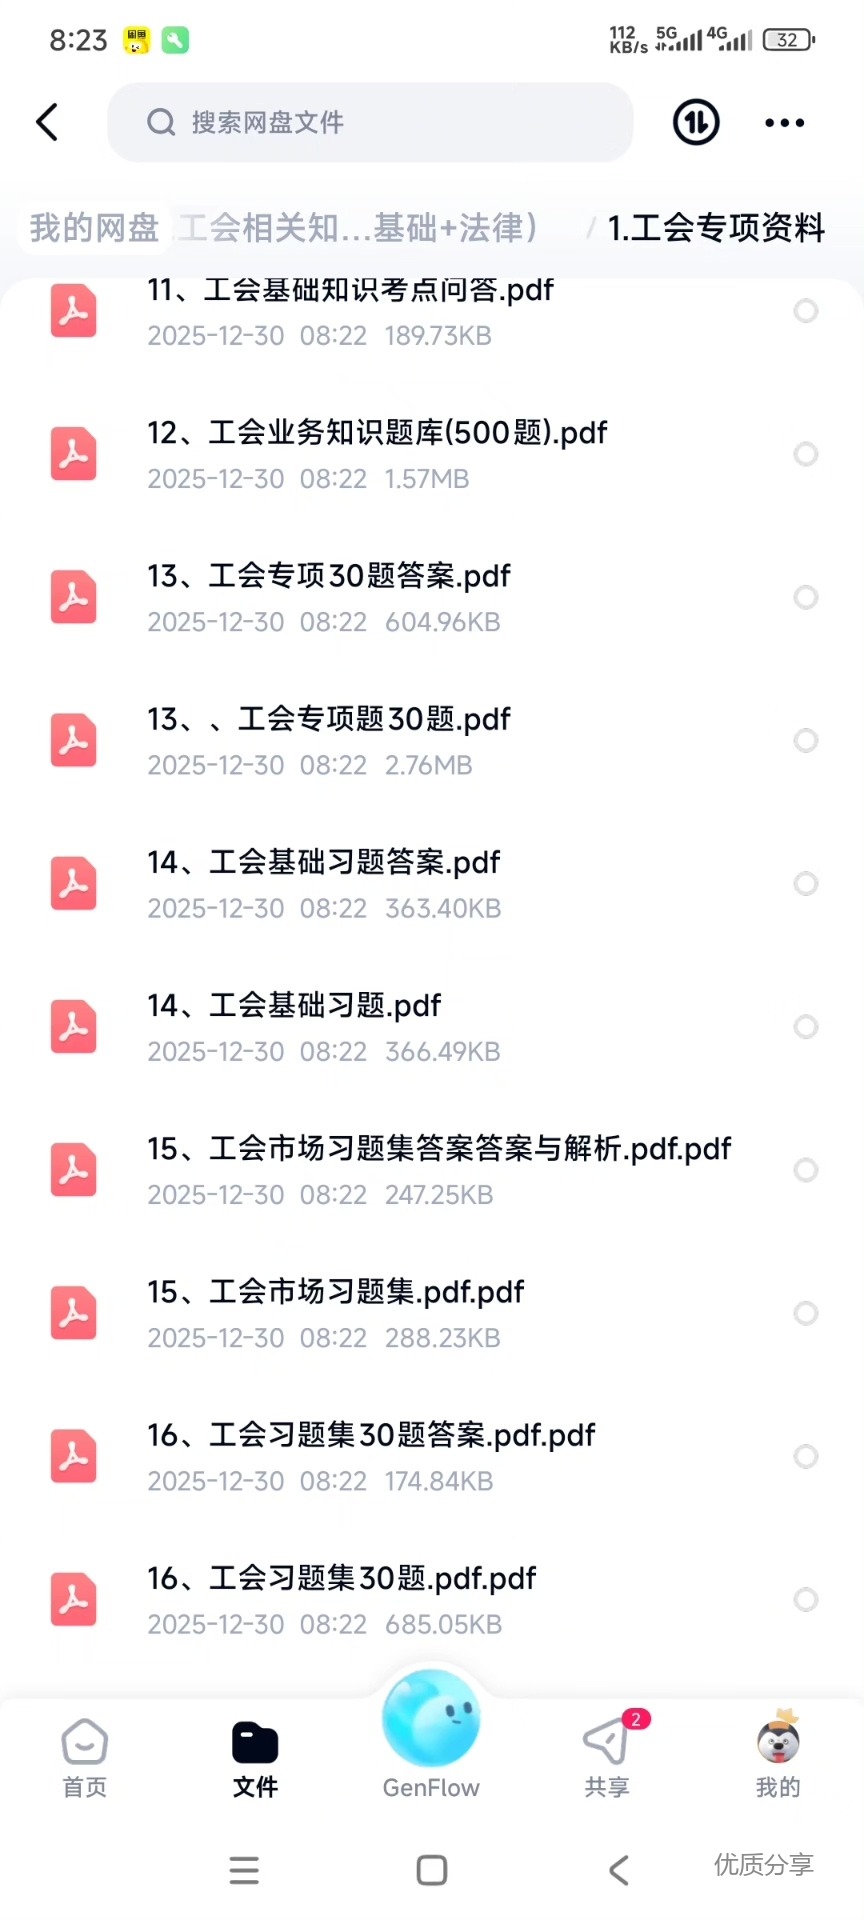 8:23
闲鱼
112 KB/s 5G 4G 32
搜索网盘文件
我的网盘 工会相关知...基础+法律） / 1.工会专项资料
11、工会基础知识考点问答.pdf
2025-12-30 08:22 189.73KB
12、工会业务知识题库(500题).pdf
2025-12-30 08:22 1.57MB
13、工会专项30题答案.pdf
2025-12-30 08:22 604.96KB
13、、工会专项题30题.pdf
2025-12-30 08:22 2.76MB
14、工会基础习题答案.pdf
2025-12-30 08:22 363.40KB
14、工会基础习题.pdf
2025-12-30 08:22 366.49KB
15、工会市场习题集答案答案与解析.pdf.pdf
2025-12-30 08:22 247.25KB
15、工会市场习题集.pdf.pdf
2025-12-30 08:22 288.23KB
16、工会习题集30题答案.pdf.pdf
2025-12-30 08:22 174.84KB
16、工会习题集30题.pdf.pdf
2025-12-30 08:22 685.05KB
2
首页 文件 GenFlow 共享 我的
优质分享